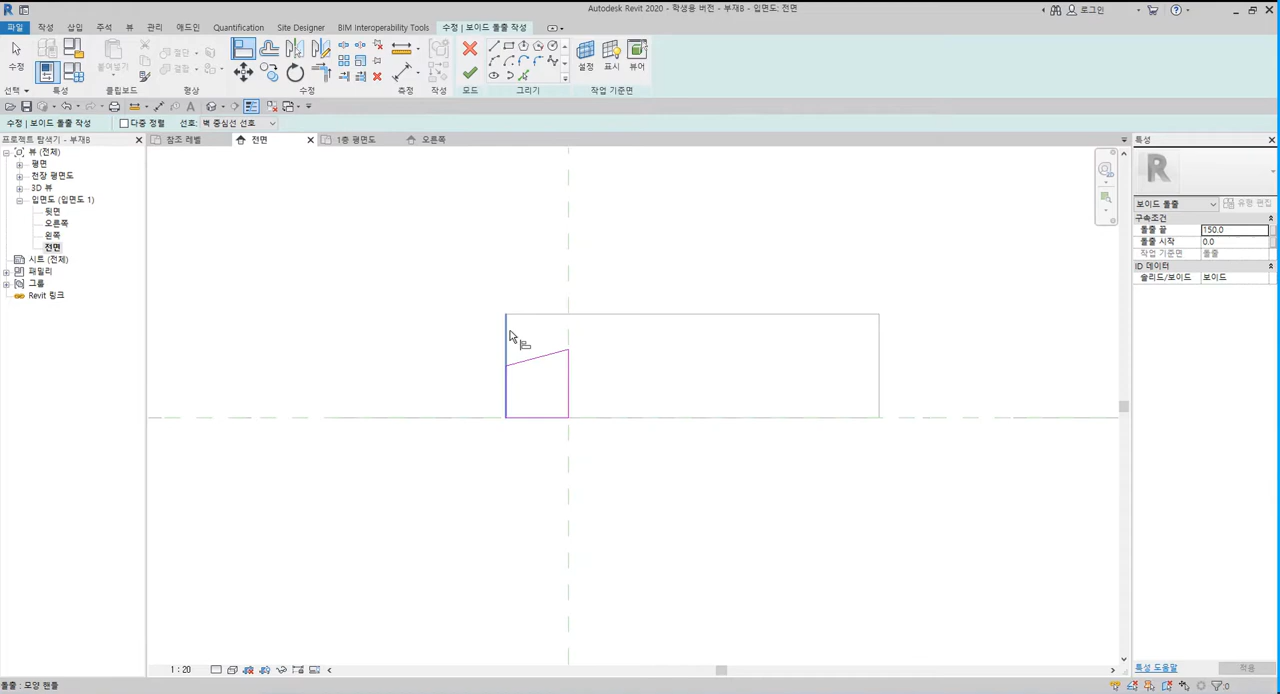 Autodesk Revit 2020 - 학생용 버전 - 부재B - 입면도: 전면
로그인
파일 작성 삽입 주석 뷰 관리 애드인 Quantification Site Designer BIM Interoperability Tools 수정 | 보이드 돌출 작성
수정
붙여넣기
절단
결합
설정 표시 뷰어
선택 특성 클립보드 형상 수정 측정 작성 모드 그리기 작업 기준면
수정 | 보이드 돌출 작성 다중 정렬 선호: 벽 중심선 선호
프로젝트 탐색기 - 부재B
참조 레벨 전면 1층 평면도 오른쪽
특성
뷰 (전체)
평면
천장 평면도
3D 뷰
입면도 (입면도 1)
뒷면
오른쪽
왼쪽
전면
시트 (전체)
패밀리
그룹
Revit 링크
R
보이드 돌출 유형 편집
구속조건
돌출 끝 150.0
돌출 시작 0.0
작업 기준면 돌출
ID 데이터
솔리드/보이드 보이드
1 : 20
특성 도움말 적용
돌출 : 모양 핸들
:0